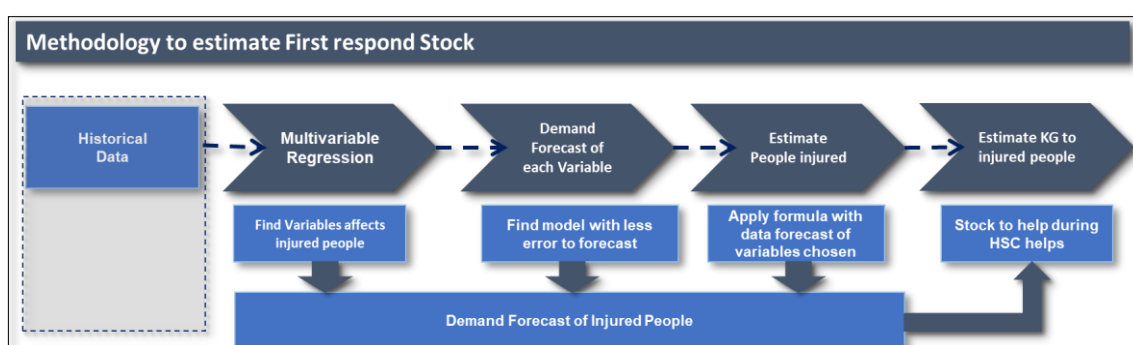 Methodology to estimate First respond Stock
Historical
Data
Multivariable
Regression
Demand
Forecast of
each Variable
Estimate
People injured
Estimate KG to
injured people
Find Variables affects
injured people
Find model with less
error to forecast
Apply formula with
data forecast of
variables chosen
Stock to help during
HSC helps
Demand Forecast of Injured People